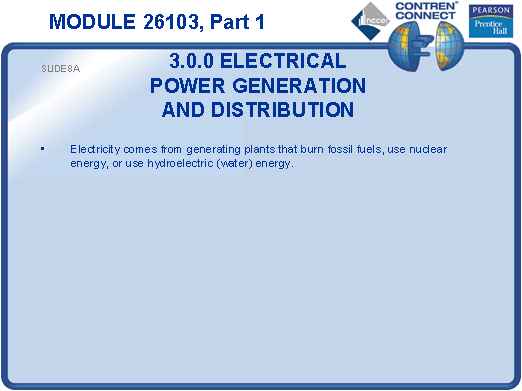 MODULE 26103, Part 1
nccer
CONTREN®
CONNECT
PEARSON
Prentice
Hall
SLIDE 8A
3.0.0 ELECTRICAL
POWER GENERATION
AND DISTRIBUTION
• Electricity comes from generating plants that burn fossil fuels, use nuclear
energy, or use hydroelectric (water) energy.